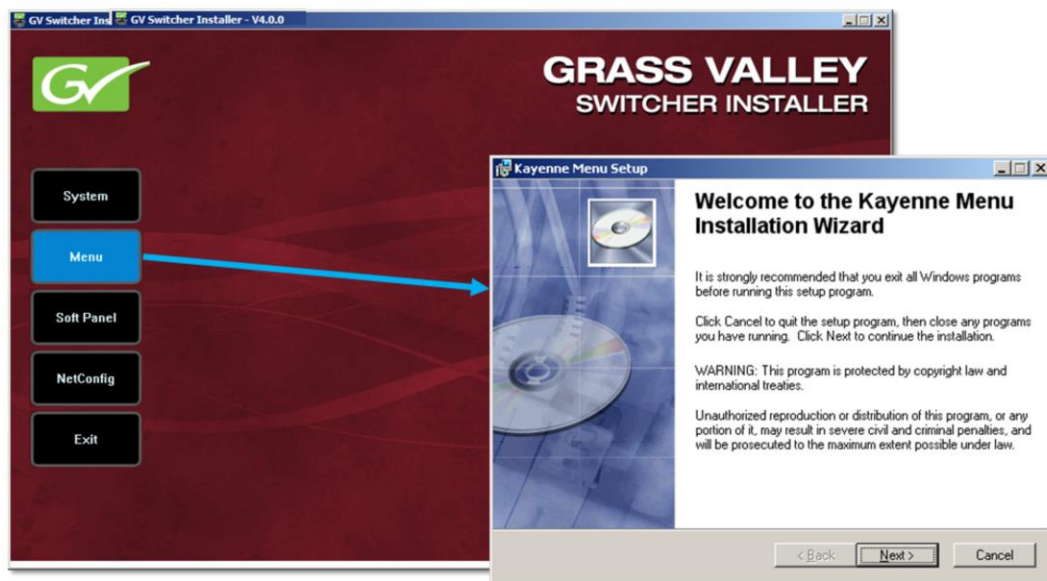 GV Switcher Ins
GV Switcher Installer - V4.0.0
GV
GRASS VALLEY
SWITCHER INSTALLER
System
Menu
Soft Panel
NetConfig
Exit
Kayenne Menu Setup
Welcome to the Kayenne Menu
Installation Wizard
It is strongly recommended that you exit all Windows programs
before running this setup program.
Click Cancel to quit the setup program, then close any programs
you have running. Click Next to continue the installation.
WARNING: This program is protected by copyright law and
international treaties.
Unauthorized reproduction or distribution of this program, or any
portion of it, may result in severe civil and criminal penalties, and
will be prosecuted to the maximum extent possible under law.
< Back
Next >
Cancel